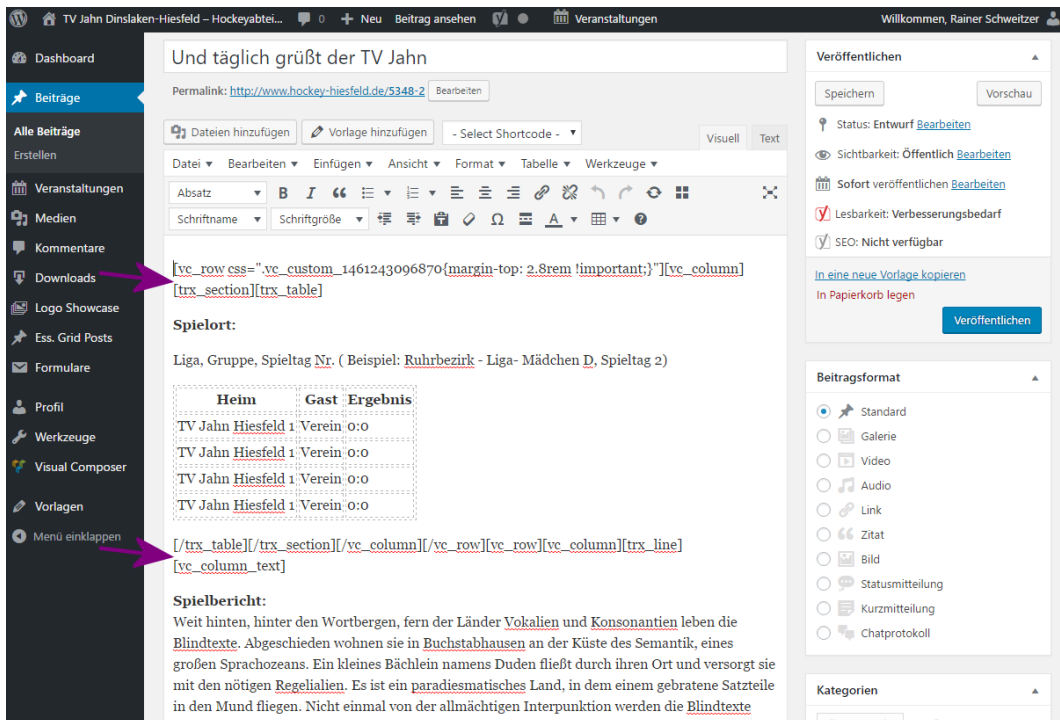 TV Jahn Dinslaken-Hiesfeld – Hockeyabtei... 0 + Neu Beitrag ansehen Veranstaltungen Willkommen, Rainer Schweitzer
Dashboard
Beiträge
Alle Beiträge
Erstellen
Veranstaltungen
Medien
Kommentare
Downloads
Logo Showcase
Ess. Grid Posts
Formulare
Profil
Werkzeuge
Visual Composer
Vorlagen
Menü einklappen
Und täglich grüßt der TV Jahn
Permalink: http://www.hockey-hiesfeld.de/5348-2 Bearbeiten
Dateien hinzufügen Vorlage hinzufügen - Select Shortcode - Visuell Text
Datei Bearbeiten Einfügen Ansicht Format Tabelle Werkzeuge
Absatz B I
Schriftname Schriftgröße Ω A
[vc_row css=".vc_custom_1461243096870{margin-top: 2.8rem !important;}"][vc_column]
[trx_section][trx_table]
Spielort:
Liga, Gruppe, Spieltag Nr. ( Beispiel: Ruhrbezirk - Liga- Mädchen D, Spieltag 2)
Heim Gast Ergebnis
TV Jahn Hiesfeld 1 Verein 0:0
TV Jahn Hiesfeld 1 Verein 0:0
TV Jahn Hiesfeld 1 Verein 0:0
TV Jahn Hiesfeld 1 Verein 0:0
[/trx_table][/trx_section][/vc_column][/vc_row][vc_row][vc_column][trx_line]
[vc_column_text]
Spielbericht:
Weit hinten, hinter den Wortbergen, fern der Länder Vokalien und Konsonantien leben die
Blindtexte. Abgeschieden wohnen sie in Buchstabhausen an der Küste des Semantik, eines
großen Sprachozeans. Ein kleines Bächlein namens Duden fließt durch ihren Ort und versorgt sie
mit den nötigen Regelialien. Es ist ein paradiesmatisches Land, in dem einem gebratene Satzteile
in den Mund fliegen. Nicht einmal von der allmächtigen Interpunktion werden die Blindtexte
Veröffentlichen
Speichern Vorschau
Status: Entwurf Bearbeiten
Sichtbarkeit: Öffentlich Bearbeiten
Sofort veröffentlichen Bearbeiten
Lesbarkeit: Verbesserungsbedarf
SEO: Nicht verfügbar
In eine neue Vorlage kopieren
In Papierkorb legen
Veröffentlichen
Beitragsformat
Standard
Galerie
Video
Audio
Link
Zitat
Bild
Statusmitteilung
Kurzmitteilung
Chatprotokoll
Kategorien